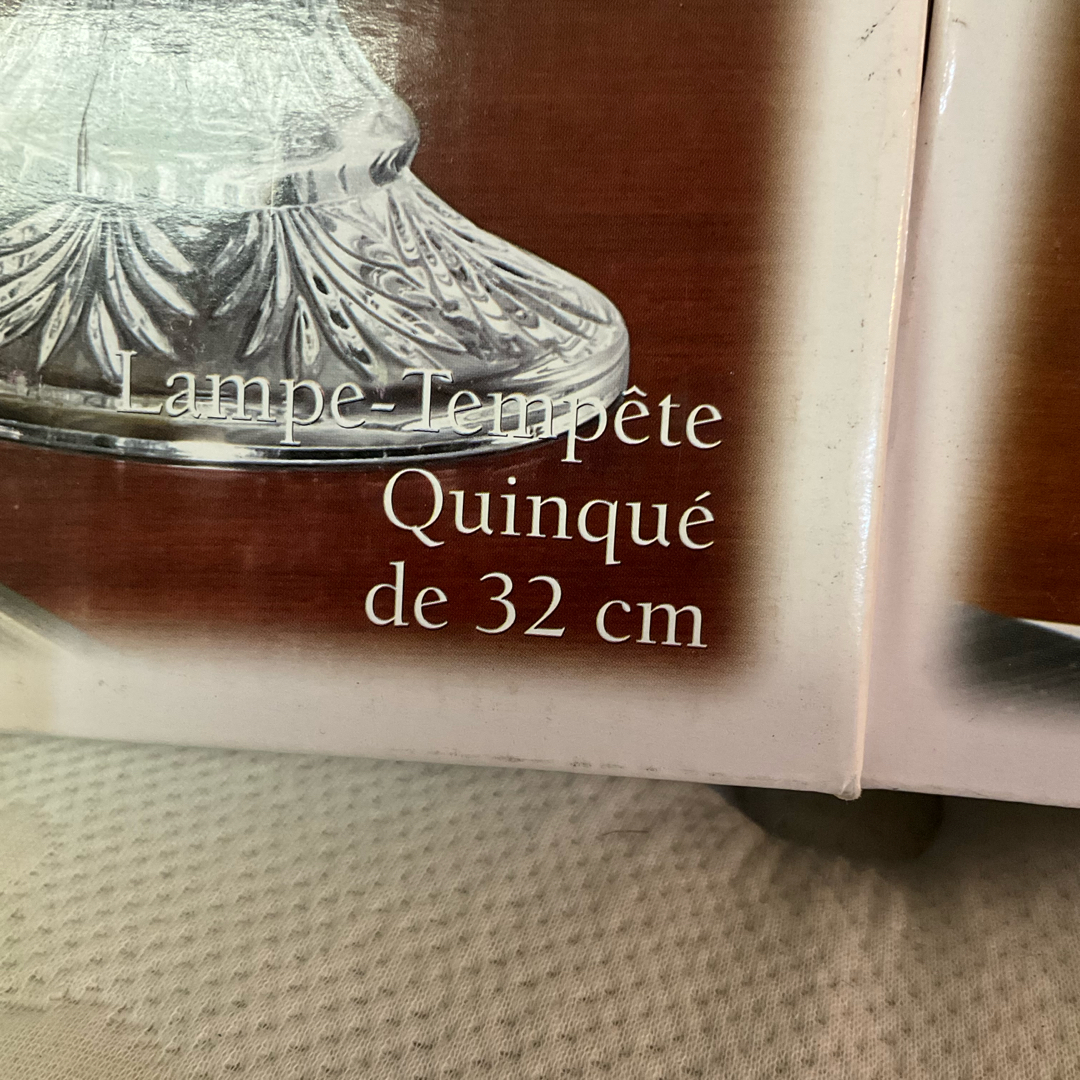 Lampe-Tempête
Quinqué
de 32 cm